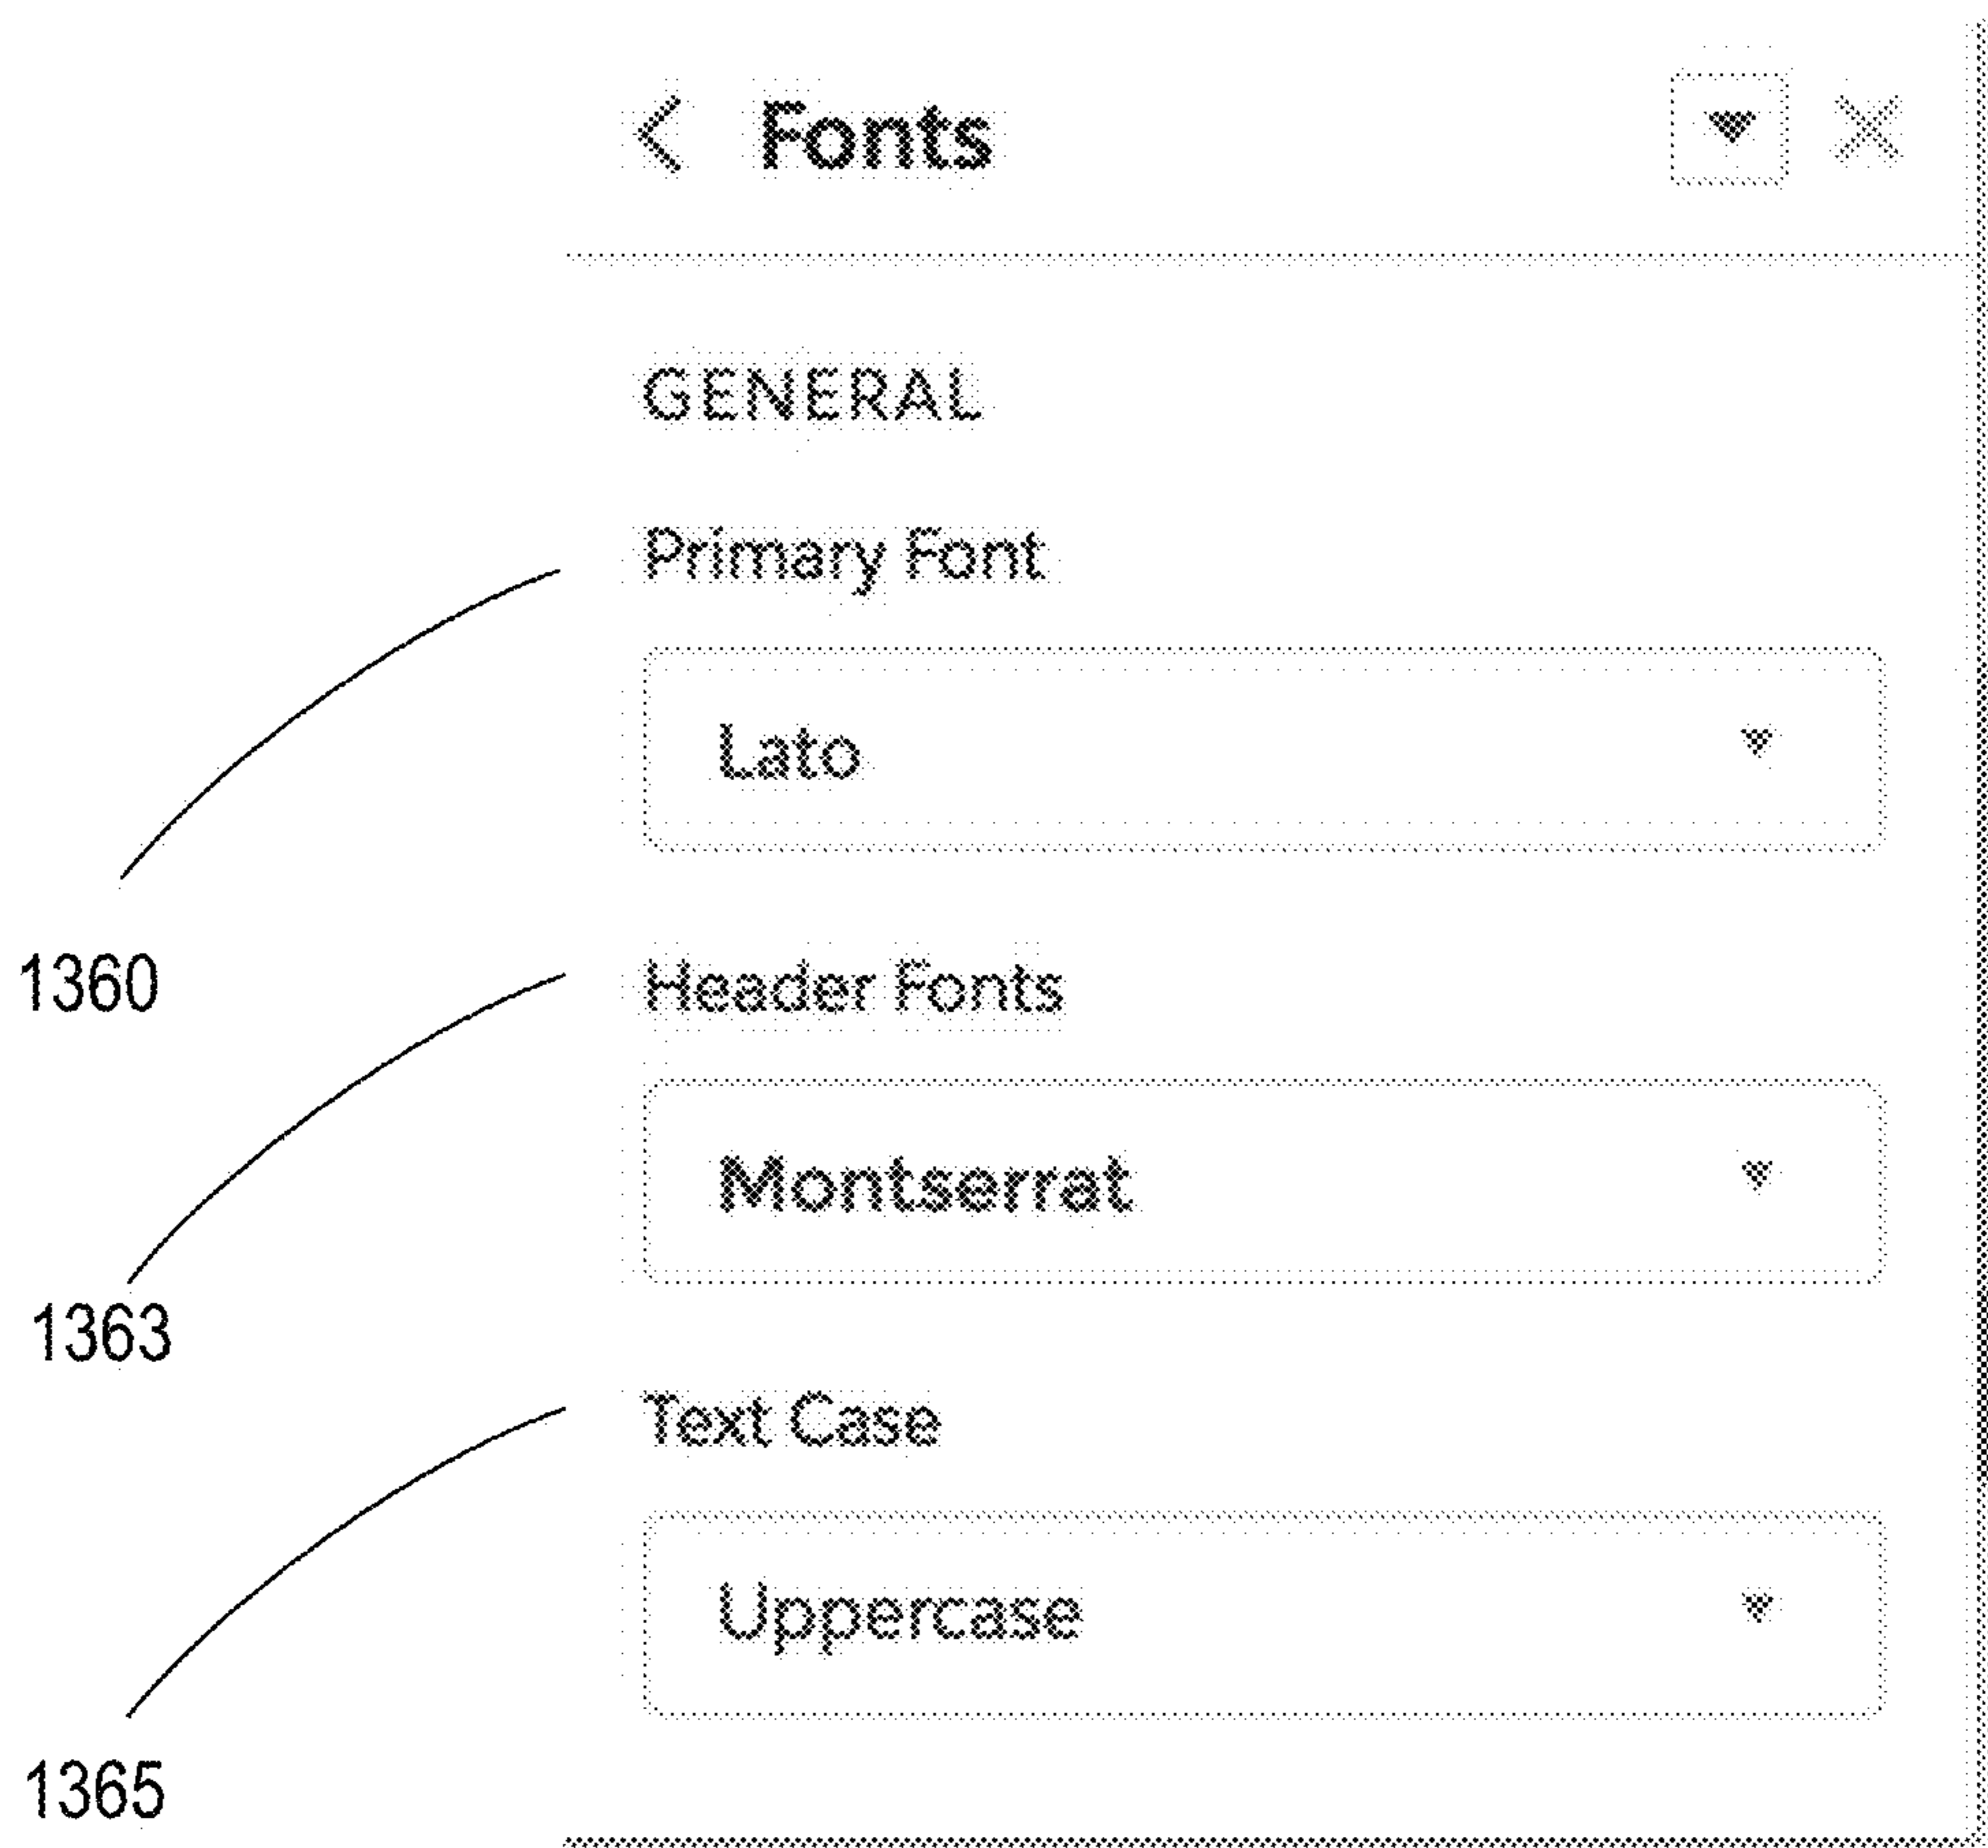 Fonts
GENERAL
Primary Font
Lato
1360
Header Fonts
Montserrat
1363
Text Case
Uppercase
1365